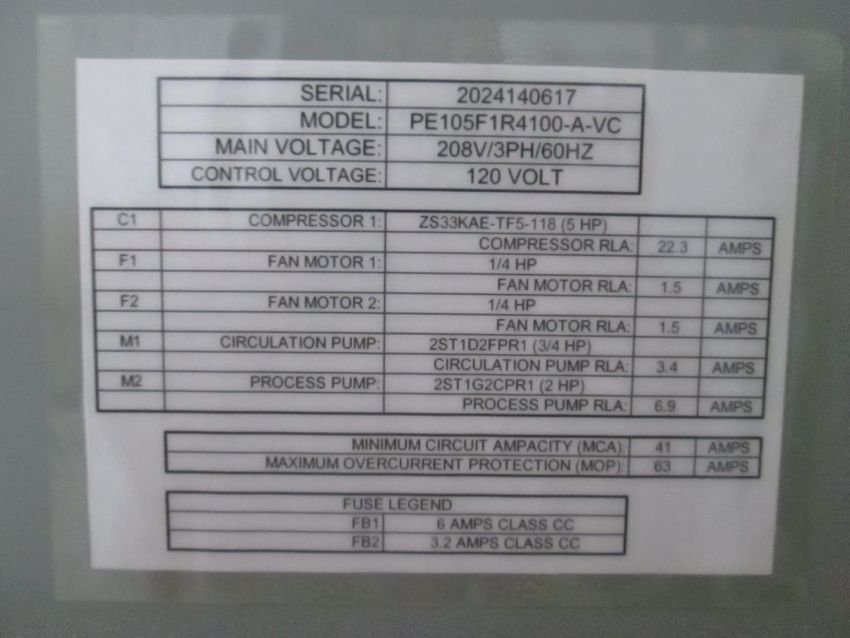 SERIAL: 2024140617
MODEL: PE105F1R4100-A-VC
MAIN VOLTAGE: 208V/3PH/60HZ
CONTROL VOLTAGE: 120 VOLT
C1 COMPRESSOR 1: ZS33KAE-TF5-118 (5 HP)
COMPRESSOR RLA: 22.3 AMPS
F1 FAN MOTOR 1: 1/4 HP
FAN MOTOR RLA: 1.5 AMPS
F2 FAN MOTOR 2: 1/4 HP
FAN MOTOR RLA: 1.5 AMPS
M1 CIRCULATION PUMP: 2ST1D2FPR1 (3/4 HP)
CIRCULATION PUMP RLA: 3.4 AMPS
M2 PROCESS PUMP: 2ST1G2CPR1 (2 HP)
PROCESS PUMP RLA: 6.9 AMPS
MINIMUM CIRCUIT AMPACITY (MCA): 41 AMPS
MAXIMUM OVERCURRENT PROTECTION (MOP): 63 AMPS
FUSE LEGEND
FB1 6 AMPS CLASS CC
FB2 3.2 AMPS CLASS CC